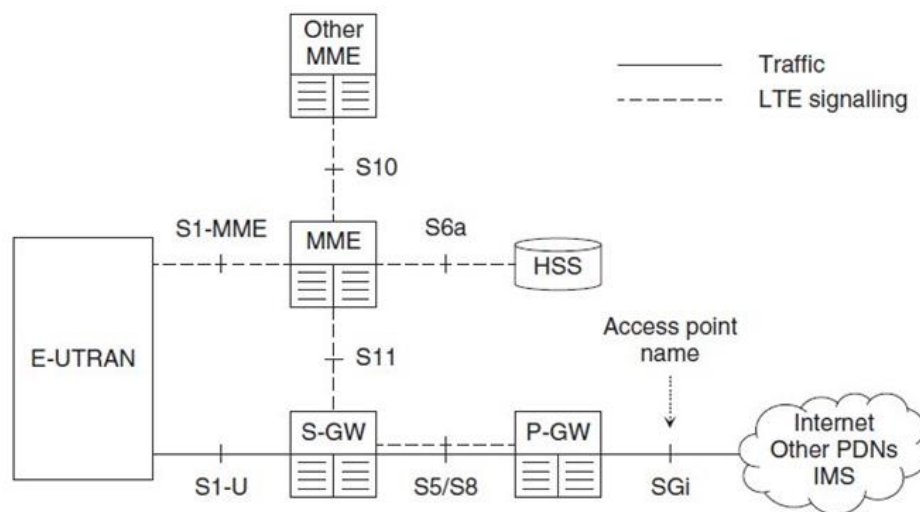 Other
MME
Traffic
LTE signalling
S10
S1-MME
MME
S6a
HSS
E-UTRAN
S11
Access point
name
S-GW
P-GW
Internet
Other PDNs
IMS
S1-U
S5/S8
SGi